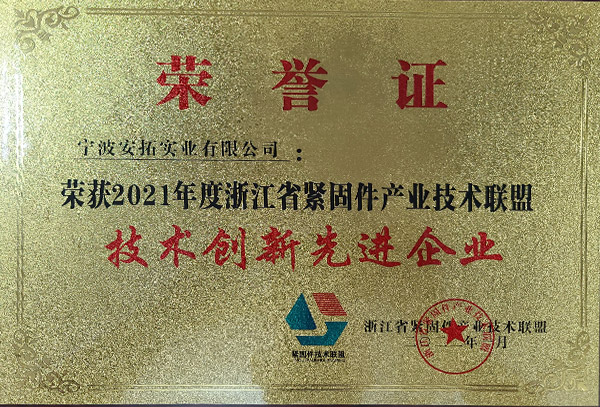 荣誉证
宁波安拓实业有限公司：
荣获2021年度浙江省紧固件产业技术联盟
技术创新先进企业
紧固件技术联盟
浙江省紧固件产业技术联盟
年 月